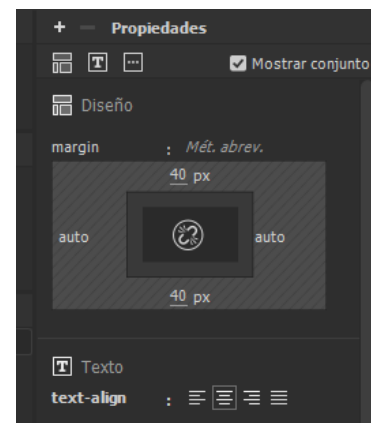 + — Propiedades
T ... Mostrar conjunto
Diseño
margin : Mét. abrev.
40 px
auto auto
40 px
T Texto
text-align :